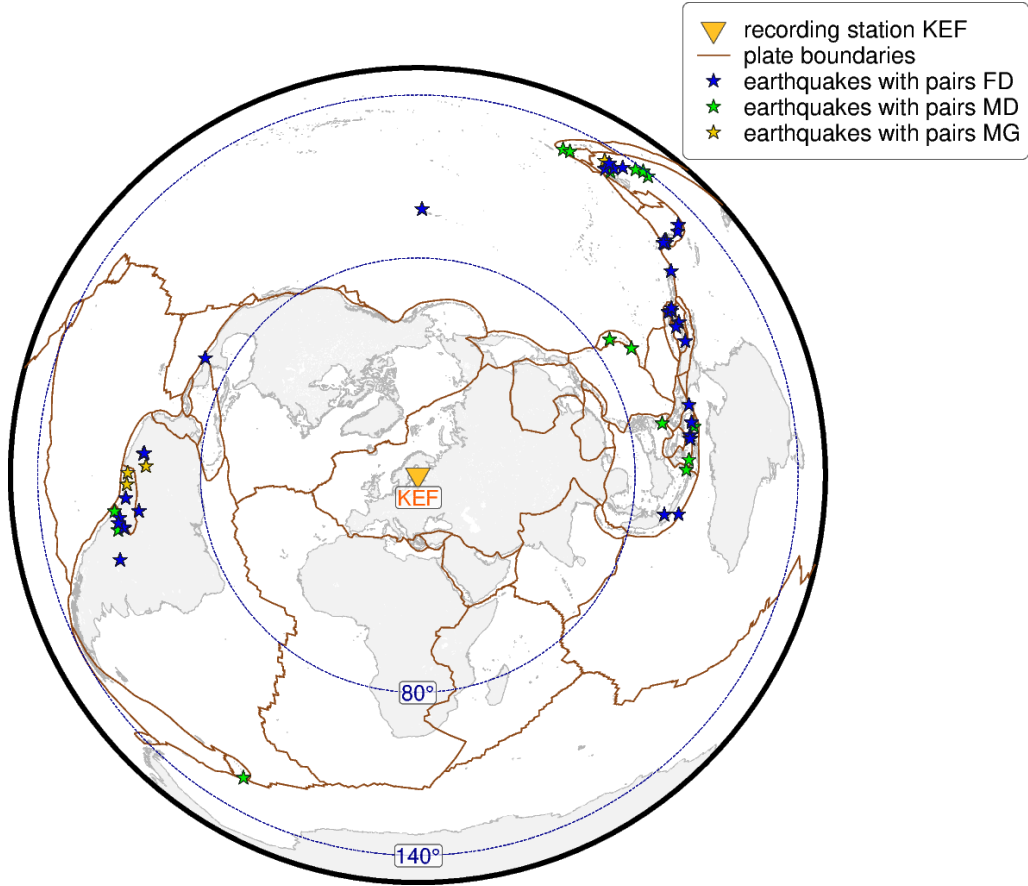 recording station KEF
plate boundaries
earthquakes with pairs FD
earthquakes with pairs MD
earthquakes with pairs MG
KEF
80°
140°